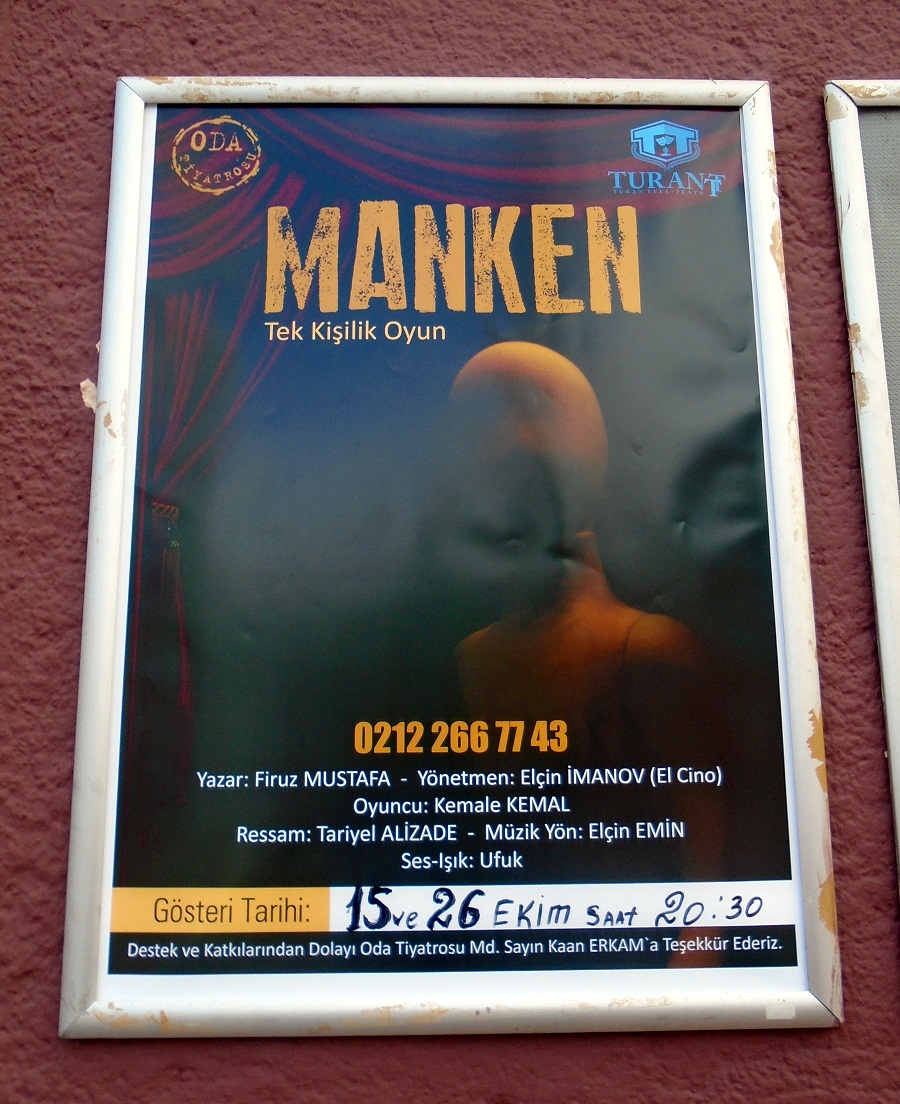 ODA
TİYATROSU
TURANTT
MANKEN
Tek Kişilik Oyun
0212 266 77 43
Yazar: Firuz MUSTAFA - Yönetmen: Elçin İMANOV (El Cino)
Oyuncu: Kemale KEMAL
Ressam: Tariyel ALİZADE - Müzik Yön: Elçin EMİN
Ses-Işık: Ufuk
Gösteri Tarihi: 15 ve 26 EKİM SAAT 20:30
Destek ve Katkılarından Dolayı Oda Tiyatrosu Md. Sayın Kaan ERKAM`a Teşekkür Ederiz.